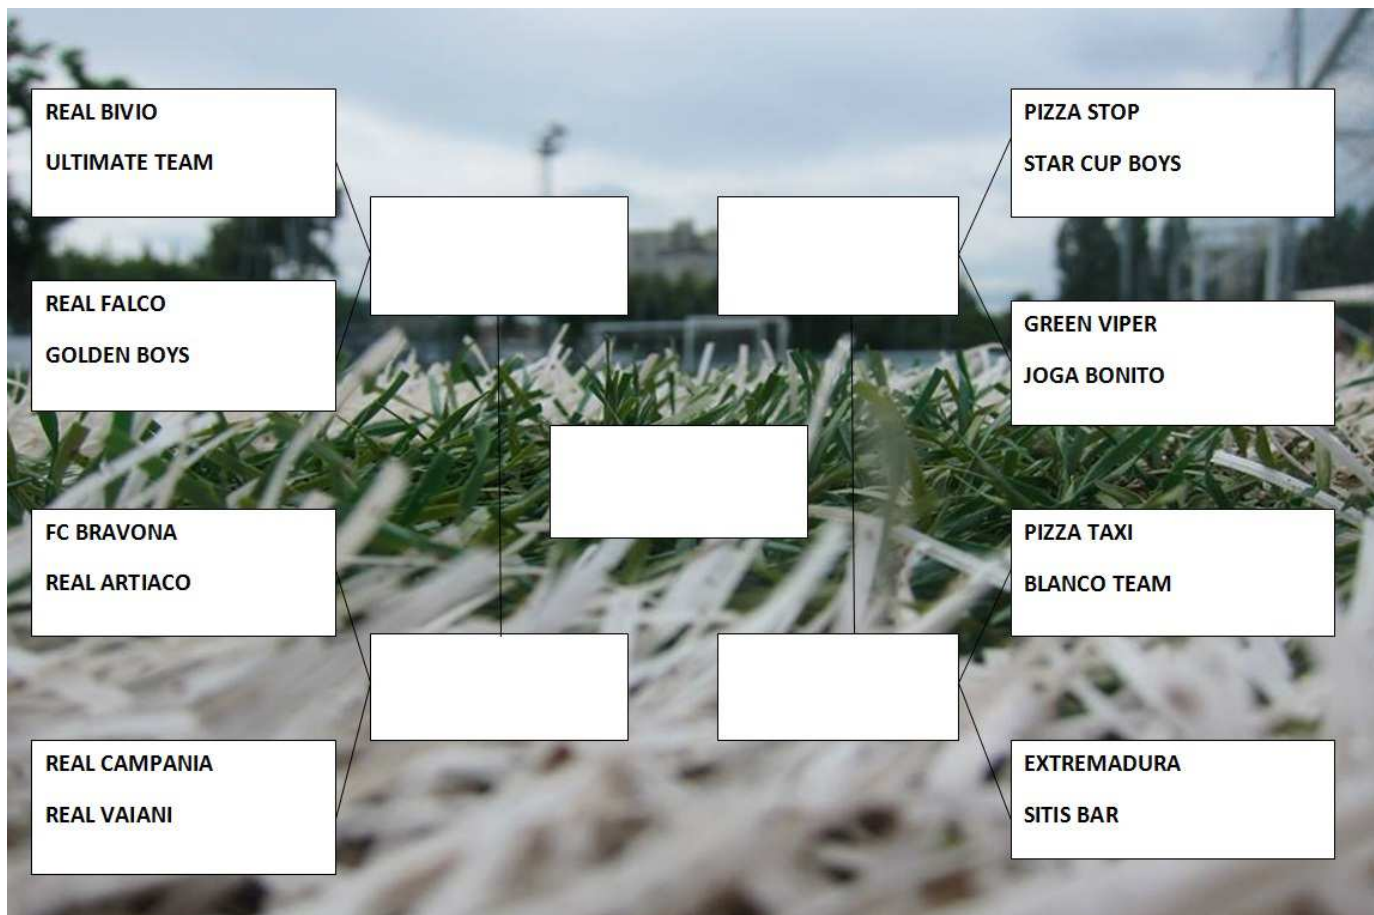 REAL BIVIO
ULTIMATE TEAM
REAL FALCO
GOLDEN BOYS
FC BRAVONA
REAL ARTIACO
REAL CAMPANIA
REAL VAIANI
PIZZA STOP
STAR CUP BOYS
GREEN VIPER
JOGA BONITO
PIZZA TAXI
BLANCO TEAM
EXTREMADURA
SITIS BAR